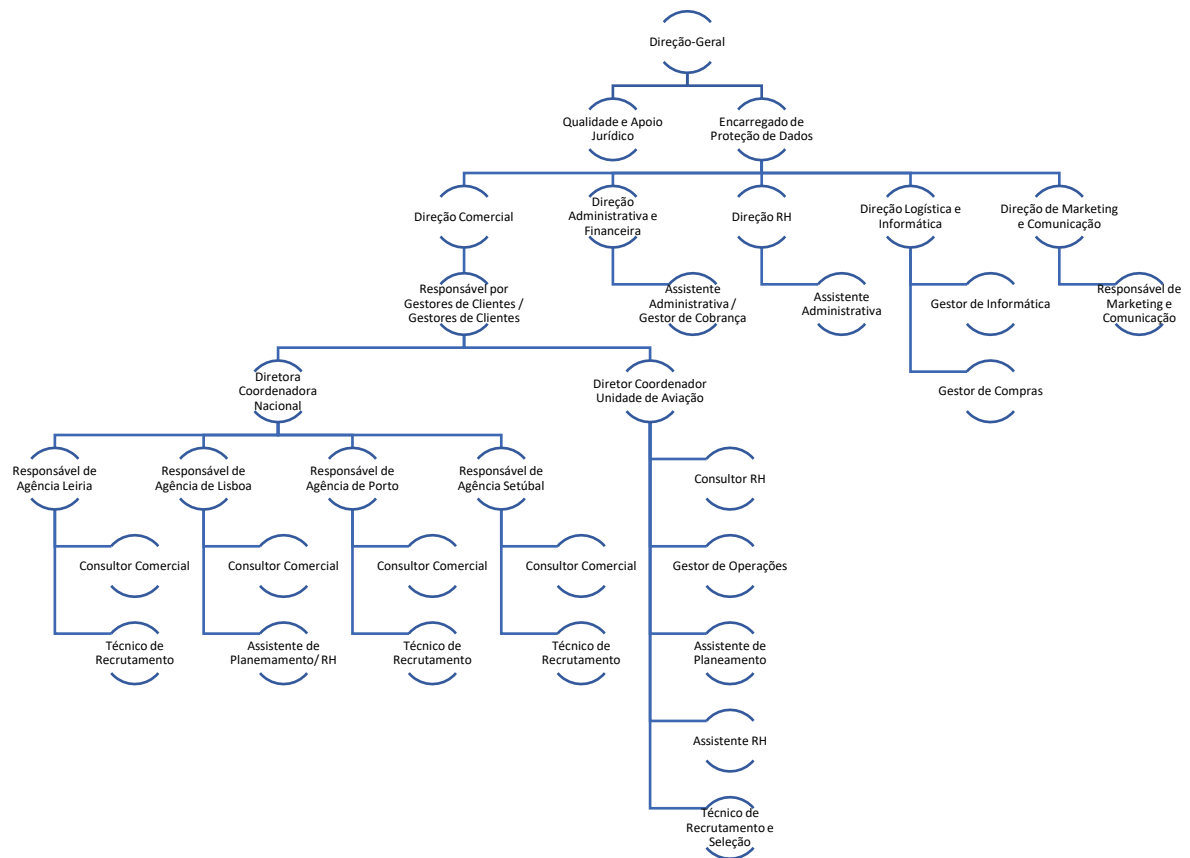 Direção-Geral
Qualidade e Apoio
Jurídico
Encarregado de
Proteção de Dados
Direção Comercial
Direção
Administrativa e
Financeira
Direção RH
Direção Logística e
Informática
Direção de Marketing
e Comunicação
Responsável por
Gestores de Clientes /
Gestores de Clientes
Assistente
Administrativa /
Gestor de Cobrança
Assistente
Administrativa
Gestor de Informática
Responsável de
Marketing e
Comunicação
Gestor de Compras
Diretora
Coordenadora
Nacional
Diretor Coordenador
Unidade de Aviação
Responsável de
Agência Leiria
Responsável de
Agência de Lisboa
Responsável de
Agência de Porto
Responsável de
Agência Setúbal
Consultor RH
Consultor Comercial
Consultor Comercial
Consultor Comercial
Consultor Comercial
Gestor de Operações
Técnico de
Recrutamento
Assistente de
Planemamento/ RH
Técnico de
Recrutamento
Técnico de
Recrutamento
Assistente de
Planeamento
Assistente RH
Técnico de
Recrutamento e
Seleção